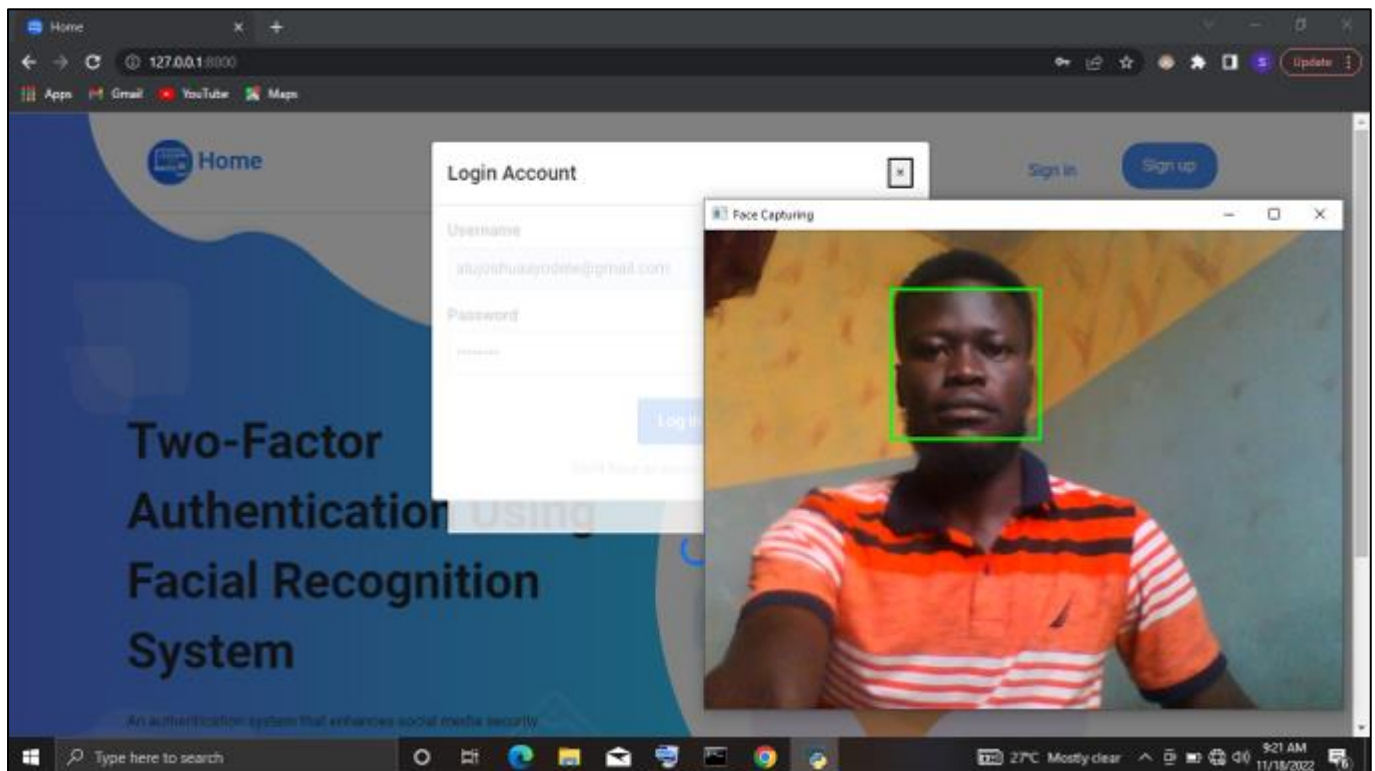 Home
127.0.0.1:8000
Update
Apps Gmail YouTube Maps
Home
Sign in
Sign up
Login Account
Username
Password
Log in
Face Capturing
Two-Factor
Authentication Using
Facial Recognition
System
An authentication system that enhances social media security
Type here to search
27°C Mostly clear
9:21 AM
11/18/2022